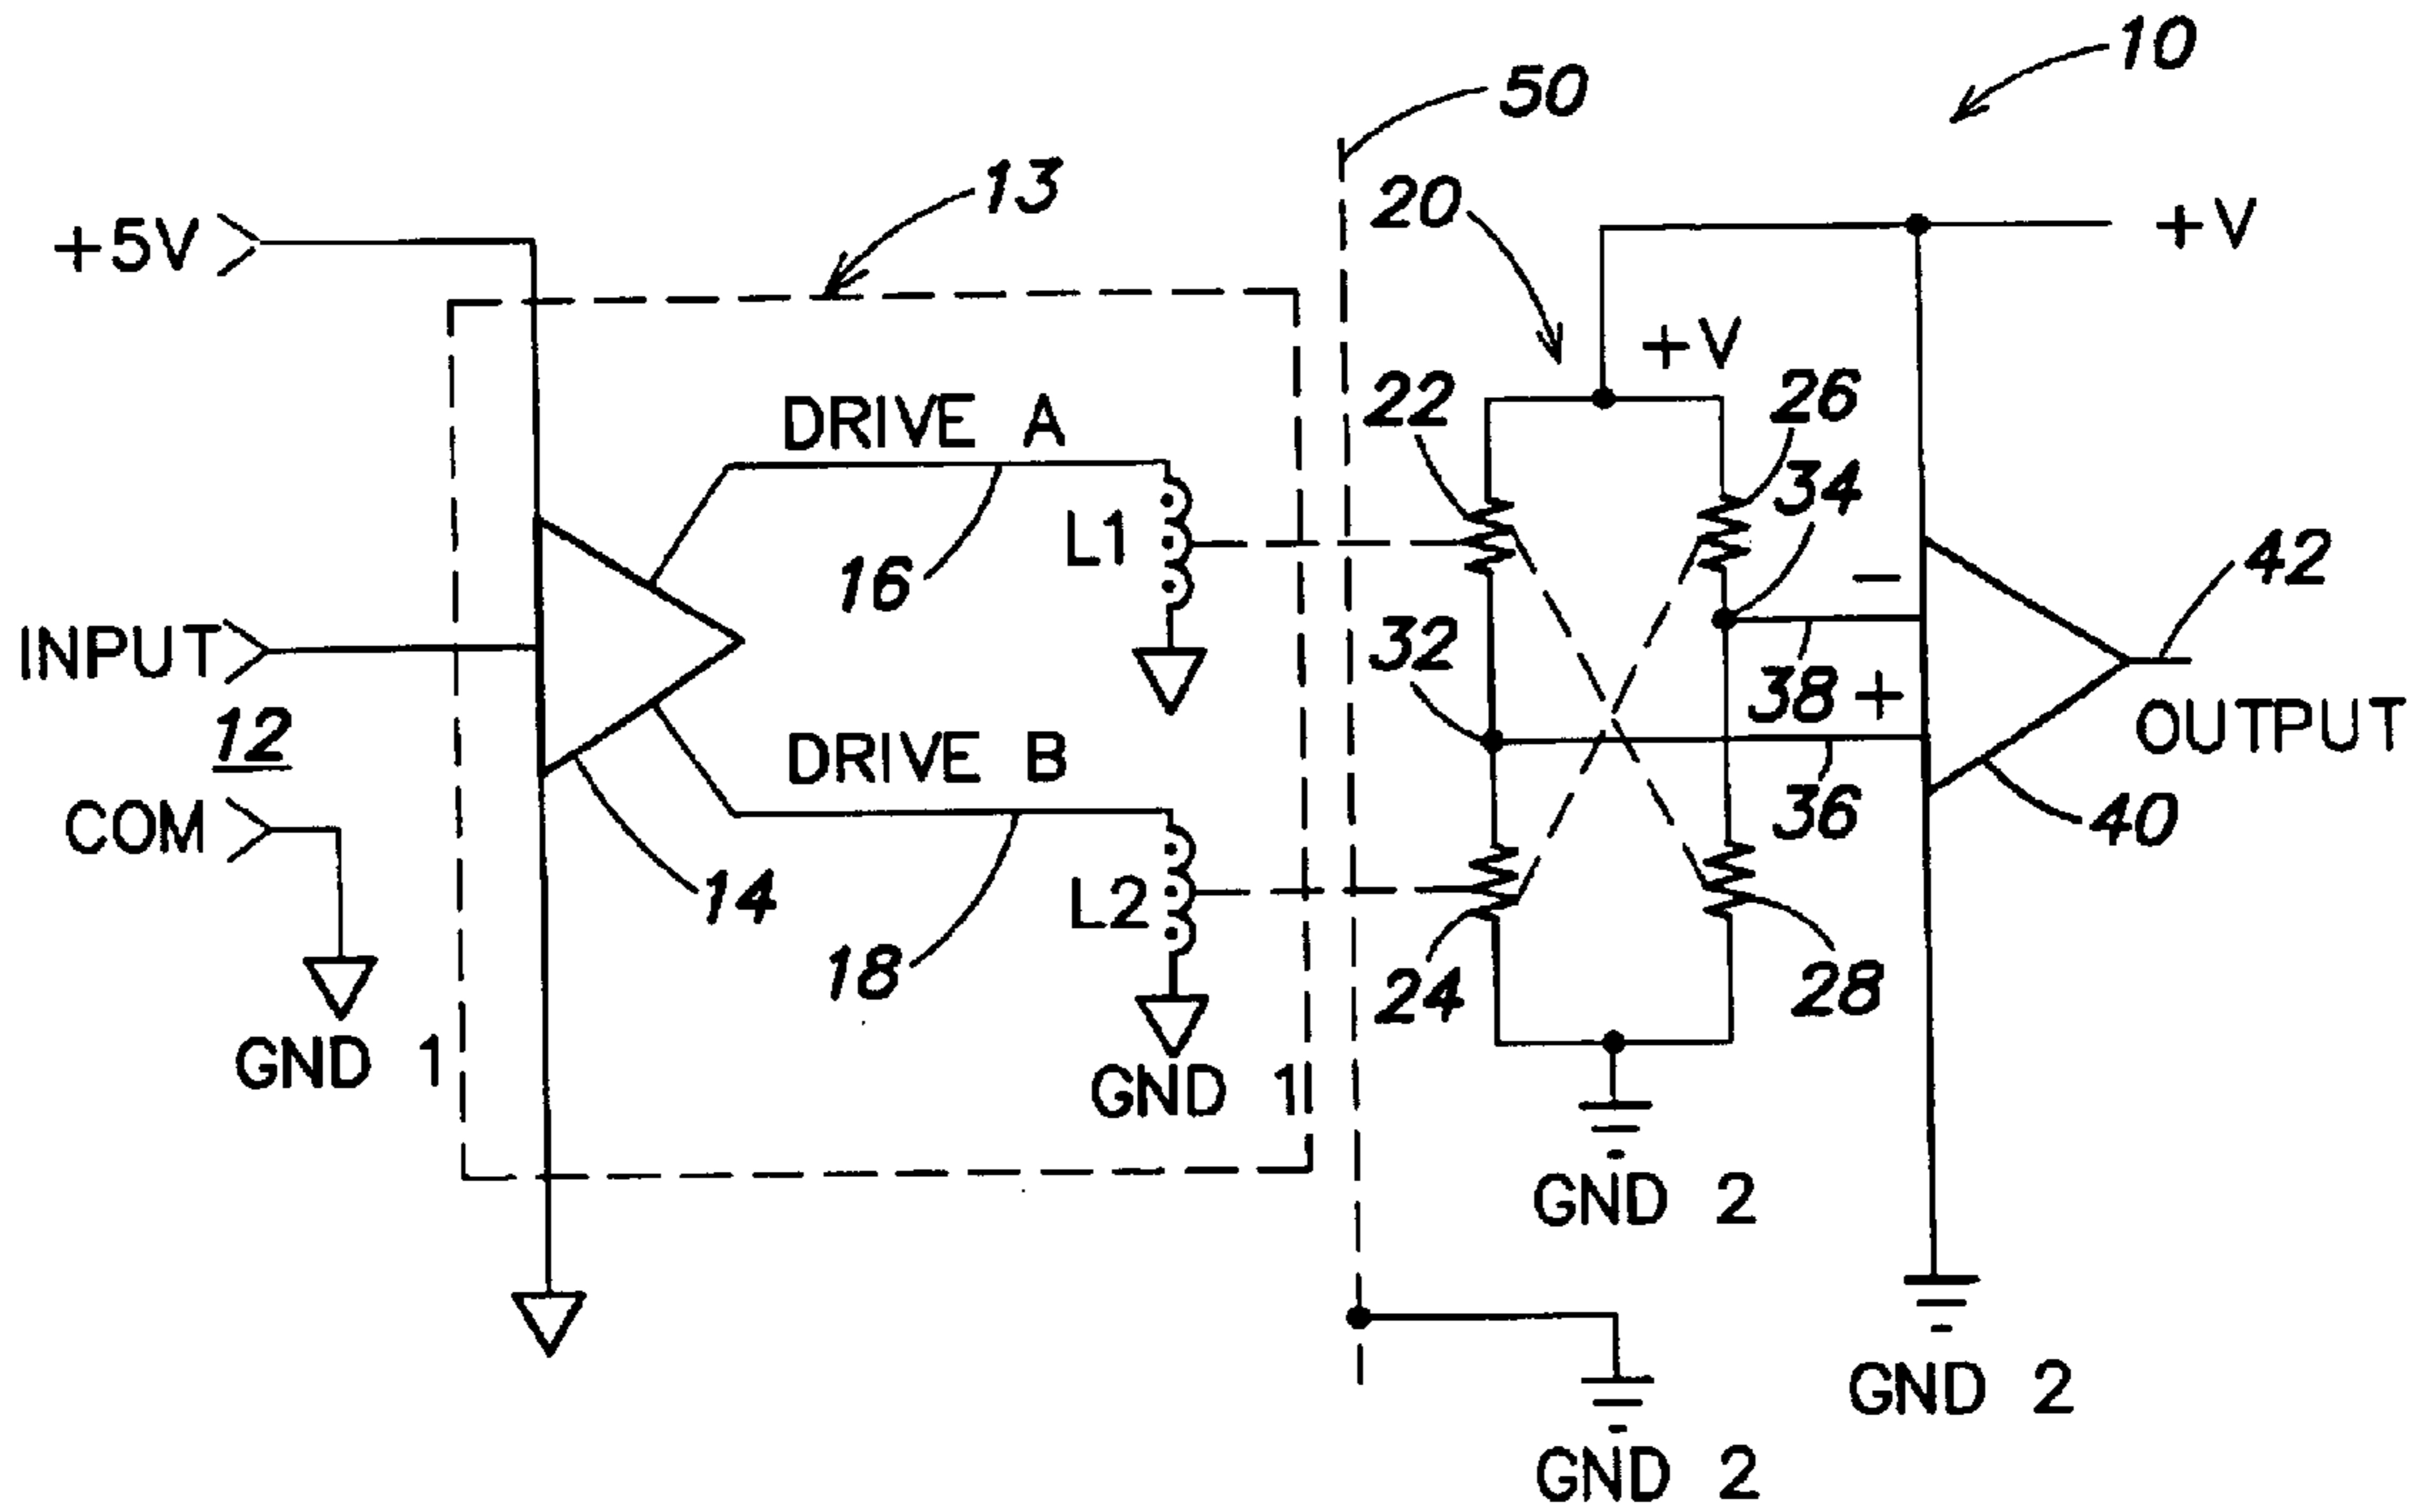 10
50
13
20
+5V
+V
+V
22
26
DRIVE A
34
16
L1
−
42
INPUT
32
38
+
12
DRIVE B
OUTPUT
COM
36
40
14
L2
18
24
28
GND 1
GND 1
GND 2
GND 2
GND 2